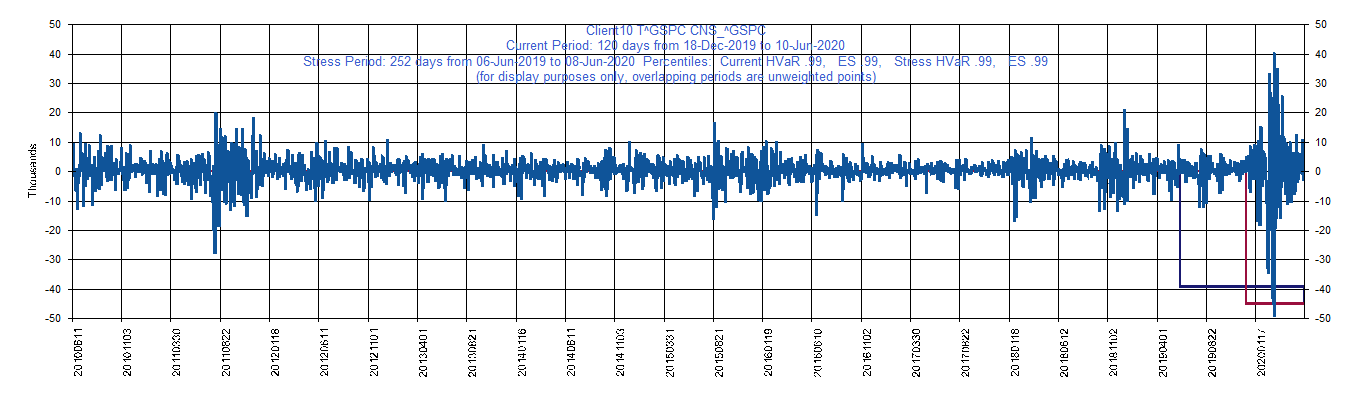 Client10 T^GSPC CNS_^GSPC
Current Period: 120 days from 18-Dec-2019 to 10-Jun-2020
Stress Period: 252 days from 06-Jun-2019 to 08-Jun-2020 Percentiles: Current HVaR .99, ES .99, Stress HVaR .99, ES .99
(for display purposes only, overlapping periods are unweighted points)
50 50
40 40
30 30
20 20
10 10
Thousands
0 0
-10 -10
-20 -20
-30 -30
-40 -40
-50 -50
20100611 20101103 20110330 20110822 20120118 20120611 20121101 20130401 20130821 20140116 20140611 20141103 20150331 20150821 20160119 20160610 20161102 20170330 20170822 20180118 20180612 20181102 20190401 20190822 20200117